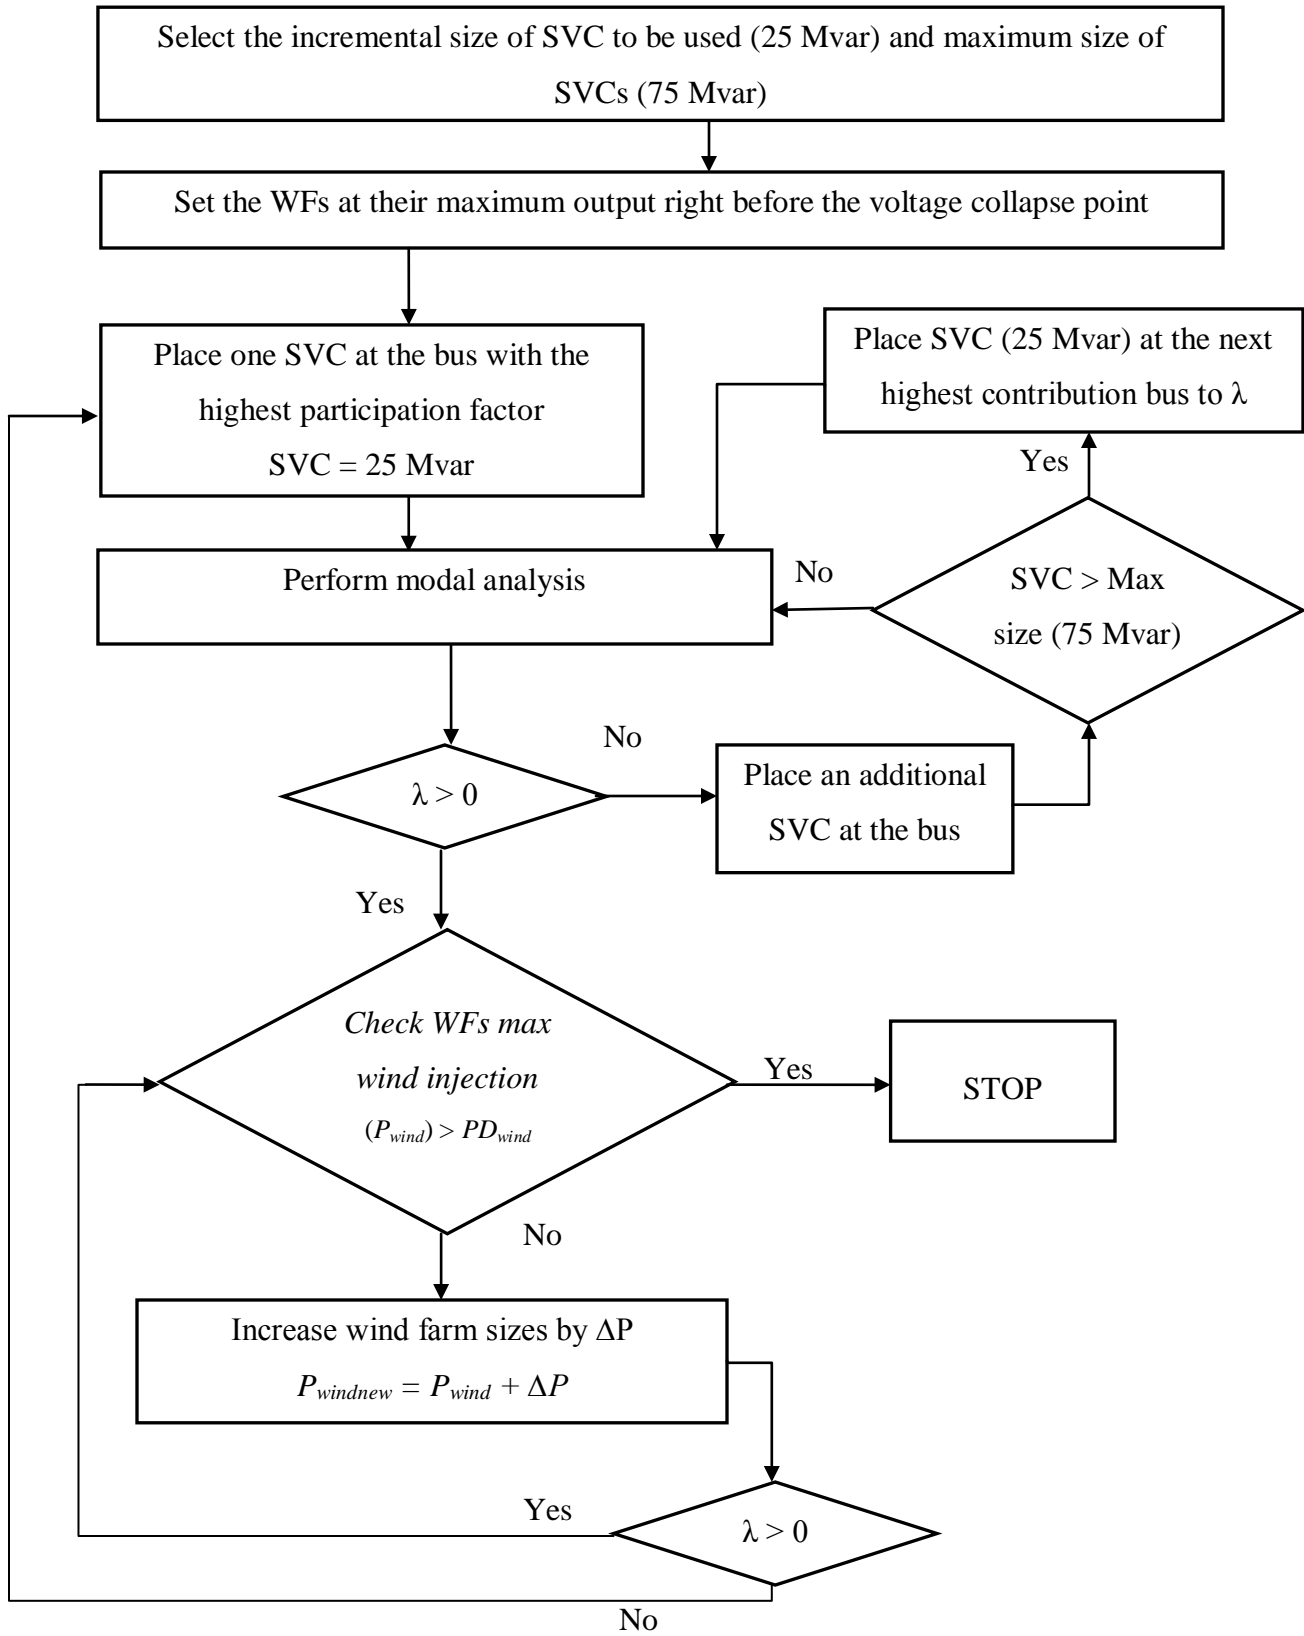 Select the incremental size of SVC to be used (25 Mvar) and maximum size of
SVCs (75 Mvar)
Set the WFs at their maximum output right before the voltage collapse point
Place one SVC at the bus with the
highest participation factor
SVC = 25 Mvar
Place SVC (25 Mvar) at the next
highest contribution bus to λ
Yes
Perform modal analysis
No
SVC > Max
size (75 Mvar)
λ > 0
No
Place an additional
SVC at the bus
Yes
Check WFs max
wind injection
(Pwind) > PDwind
Yes
STOP
No
Increase wind farm sizes by ΔP
Pwindnew = Pwind + ΔP
Yes
λ > 0
No